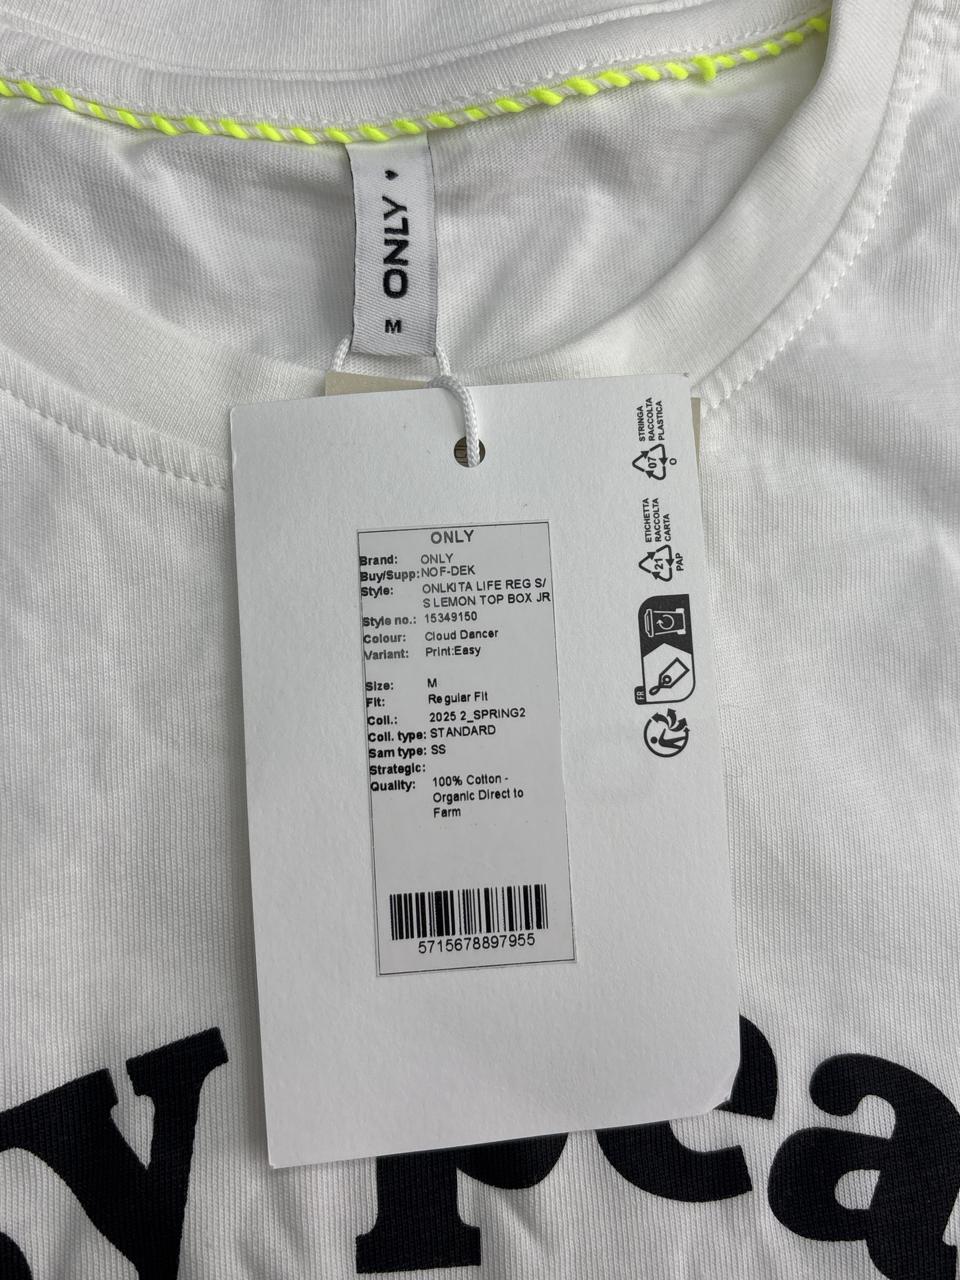 ONLY
M
STRINGA
RACCOLTA
PLASTICA
07
O
ETICHETTA
RACCOLTA
CARTA
21
PAP
FR
ONLY
Brand: ONLY
Buy/Supp: NOF-DEK
Style: ONLKITA LIFE REG S/
S LEMON TOP BOX JR
Style no.: 15349150
Colour: Cloud Dancer
Variant: Print:Easy
Size: M
Fit: Regular Fit
Coll.: 2025 2_SPRING2
Coll. type: STANDARD
Sam type: SS
Strategic:
Quality: 100% Cotton -
Organic Direct to
Farm
5715678897955
y pea